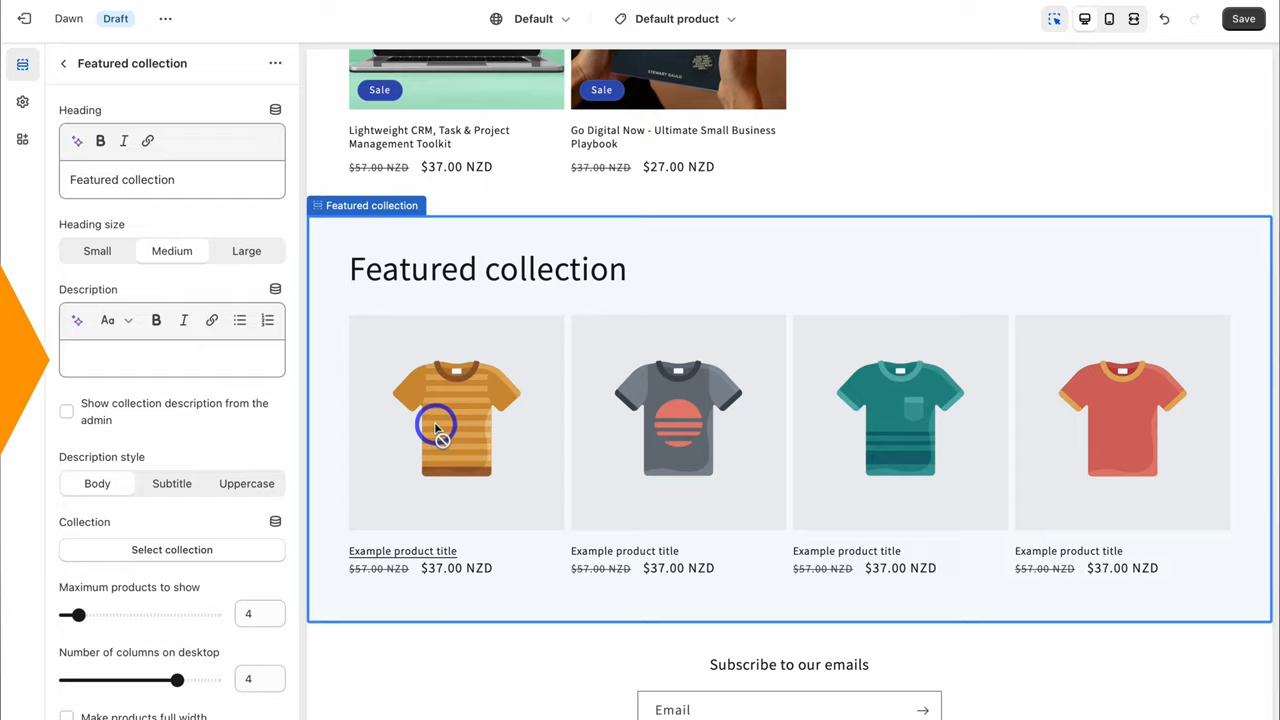 Dawn Draft Default Default product Save
Featured collection
Heading
B I
Featured collection
Heading size
Small Medium Large
Description
Aa B I
Show collection description from the
admin
Description style
Body Subtitle Uppercase
Collection
Select collection
Maximum products to show
4
Number of columns on desktop
4
Make products full width
STEWART GAULD
Sale Sale
Lightweight CRM, Task & Project
Management Toolkit
$57.00 NZD $37.00 NZD
Go Digital Now - Ultimate Small Business
Playbook
$37.00 NZD $27.00 NZD
Featured collection
Featured collection
Example product title Example product title Example product title Example product title
$57.00 NZD $37.00 NZD $57.00 NZD $37.00 NZD $57.00 NZD $37.00 NZD $57.00 NZD $37.00 NZD
Subscribe to our emails
Email